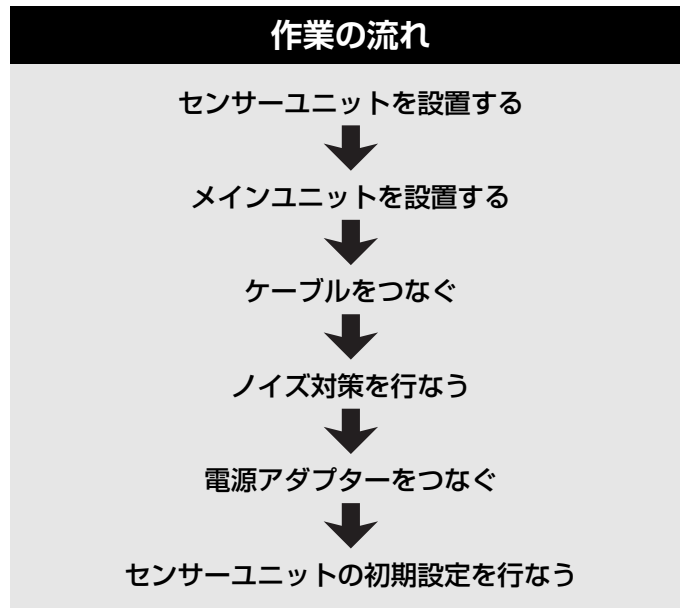 作業の流れ
センサーユニットを設置する
メインユニットを設置する
ケーブルをつなぐ
ノイズ対策を行なう
電源アダプターをつなぐ
センサーユニットの初期設定を行なう